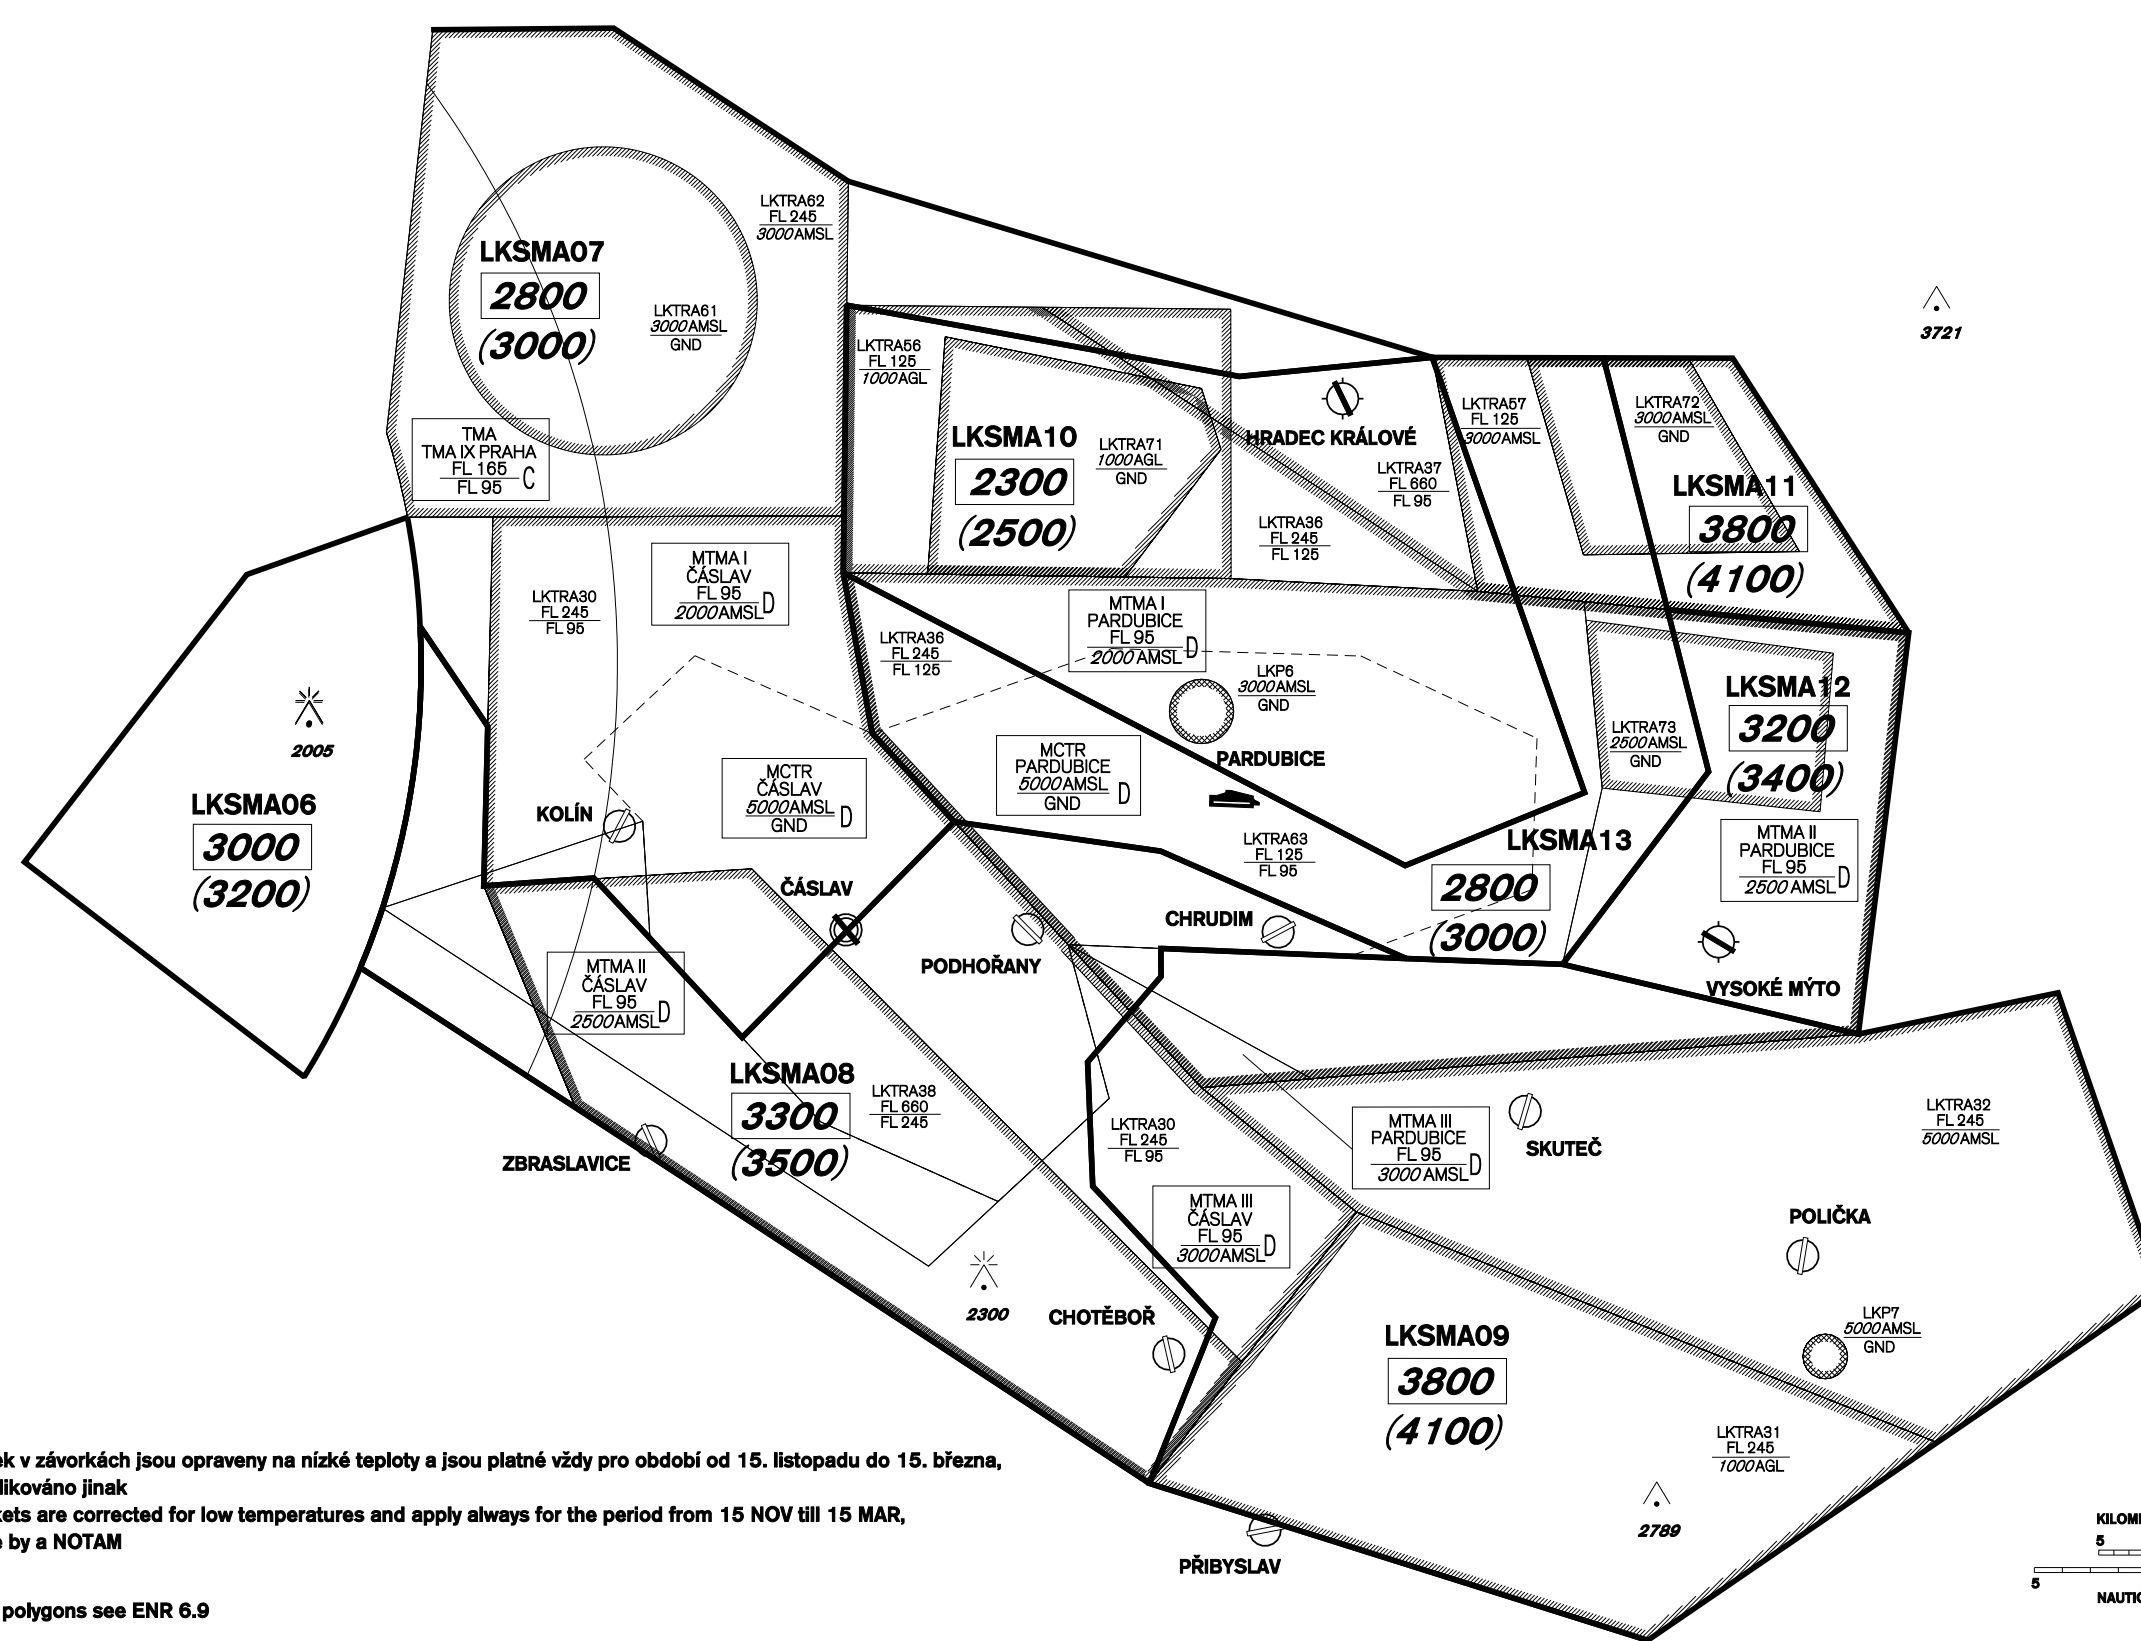 LKTRA62
FL 245
3000 AMSL
LKSMA07
2800
(3000)
LKTRA61
3000 AMSL
GND
3721
LKTRA56
FL 125
1000 AGL
LKSMA10
2300
(2500)
LKTRA71
1000 AGL
GND
HRADEC KRÁLOVÉ
LKTRA37
FL 660
FL 95
LKTRA36
FL 245
FL 125
LKTRA57
FL 125
3000 AMSL
LKTRA72
3000 AMSL
GND
LKSMA11
3800
(4100)
TMA
TMA IX PRAHA
FL 165
FL 95
C
MTMA I
ČÁSLAV
FL 95
2000 AMSL
D
LKTRA30
FL 245
FL 95
LKTRA36
FL 245
FL 125
MTMA I
PARDUBICE
FL 95
2000 AMSL
D
LKP6
3000 AMSL
GND
PARDUBICE
LKSMA12
3200
(3400)
LKTRA73
2500 AMSL
GND
2005
LKSMA06
3000
(3200)
KOLÍN
MCTR
ČÁSLAV
5000 AMSL
GND
D
MCTR
PARDUBICE
5000 AMSL
GND
D
LKTRA63
FL 125
FL 95
LKSMA13
2800
(3000)
MTMA II
PARDUBICE
FL 95
2500 AMSL
D
ČÁSLAV
CHRUDIM
PODHOŘANY
VYSOKÉ MÝTO
MTMA II
ČÁSLAV
FL 95
2500 AMSL
D
LKSMA08
3300
(3500)
LKTRA38
FL 660
FL 245
ZBRASLAVICE
LKTRA30
FL 245
FL 95
MTMA III
PARDUBICE
FL 95
3000 AMSL
D
SKUTEČ
LKTRA32
FL 245
5000 AMSL
MTMA III
ČÁSLAV
FL 95
3000 AMSL
D
POLIČKA
2300
CHOTĚBOŘ
LKP7
5000 AMSL
GND
LKSMA09
3800
(4100)
LKTRA31
FL 245
1000 AGL
2789
PŘIBYSLAV
v závorkách jsou opraveny na nízké teploty a jsou platné vždy pro období od 15. listopadu do 15. března,
jinak
are corrected for low temperatures and apply always for the period from 15 NOV till 15 MAR,
by a NOTAM
polygons see ENR 6.9
5
5